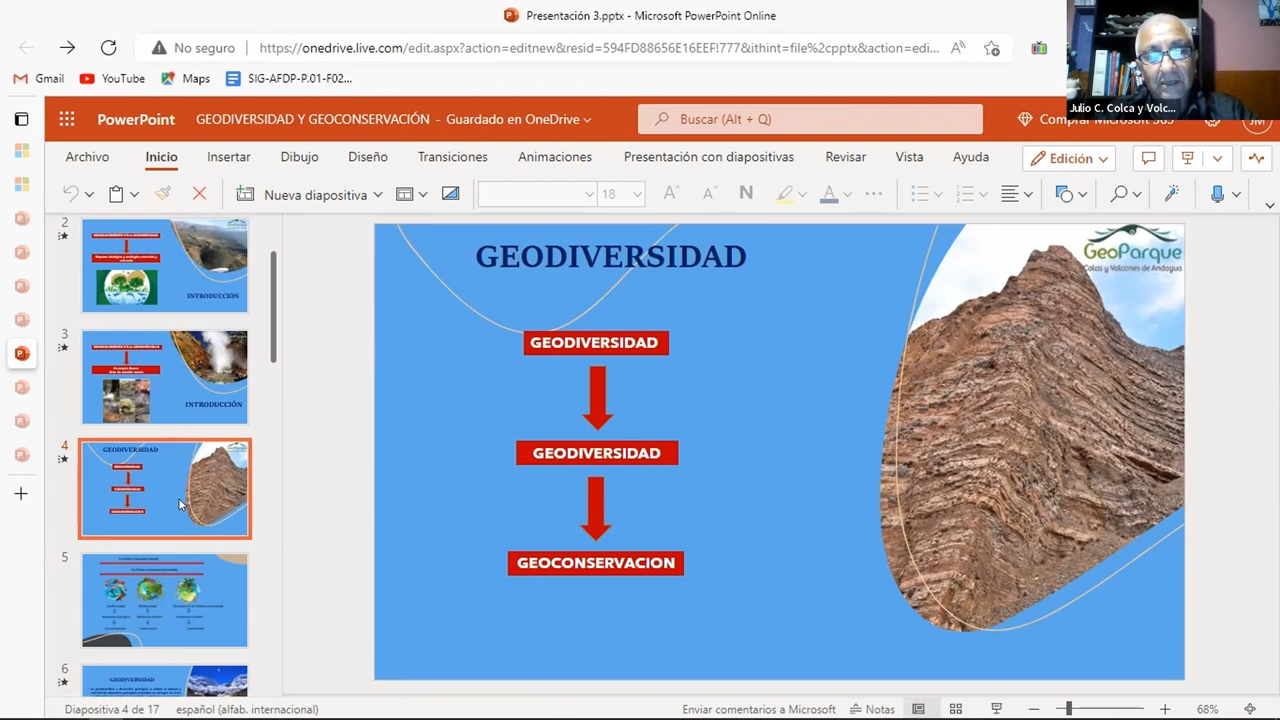 Presentación 3.pptx - Microsoft PowerPoint Online
No seguro
https://onedrive.live.com/edit.aspx?action=editnew&resid=594FD88656E16EEF!777&ithint=file%2cpptx&action=edi...
Gmail
YouTube
Maps
SIG-AFDP-P.01-F02...
Julio C. Colca y Volc...
PowerPoint
GEODIVERSIDAD Y GEOCONSERVACIÓN - Guardado en OneDrive
Buscar (Alt + Q)
Archivo
Inicio
Insertar
Dibujo
Diseño
Transiciones
Animaciones
Presentación con diapositivas
Revisar
Vista
Ayuda
Edición
Nueva diapositiva
18
N
A
2
INTRODUCCIÓN
3
INTRODUCCIÓN
4
GEODIVERSIDAD
5
6
GEODIVERSIDAD
GEODIVERSIDAD
GeoParque
Colca y Volcanes de Andagua
GEODIVERSIDAD
GEODIVERSIDAD
GEOCONSERVACION
Diapositiva 4 de 17
español (alfab. internacional)
Enviar comentarios a Microsoft
Notas
68%